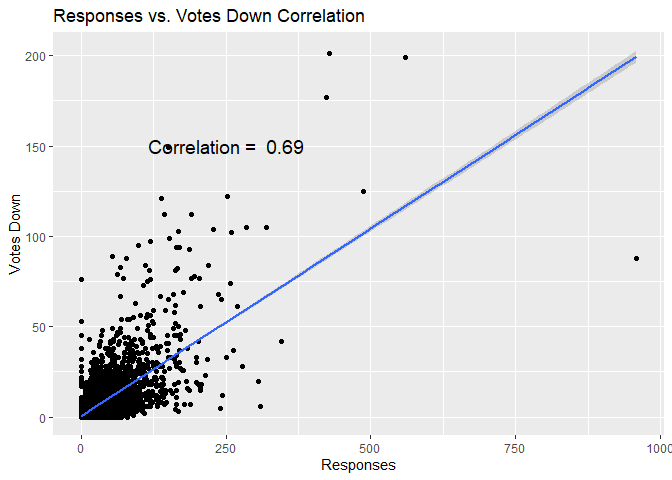 Responses vs. Votes Down Correlation
200
150
Correlation = 0.69
100
50
0
Votes Down
0
250
500
750
1000
Responses